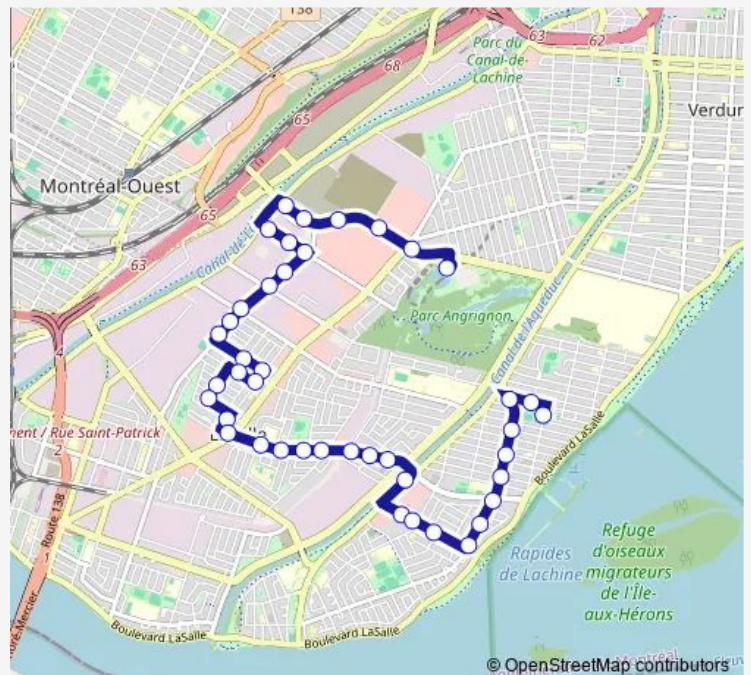 138
63
62
68
Parc du
Canal-de-
Lachine
65
Verdun
Montréal-Ouest
65
63
Parc Angrignon
Canal de l'Aqueduc
4
Rue Saint-Patrick
2
Boulevard LaSalle
Route 138
Refuge
d'oiseaux
migrateurs
de l'Île-
aux-Hérons
Rapides
de Lachine
Boulevard LaSalle
Boulevard LaSalle
Montréal
© OpenStreetMap contributors